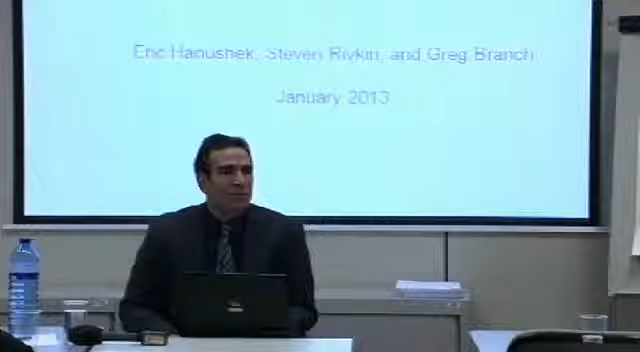 Eric Hanushek, Steven Rivkin, and Greg Branch
January 2013